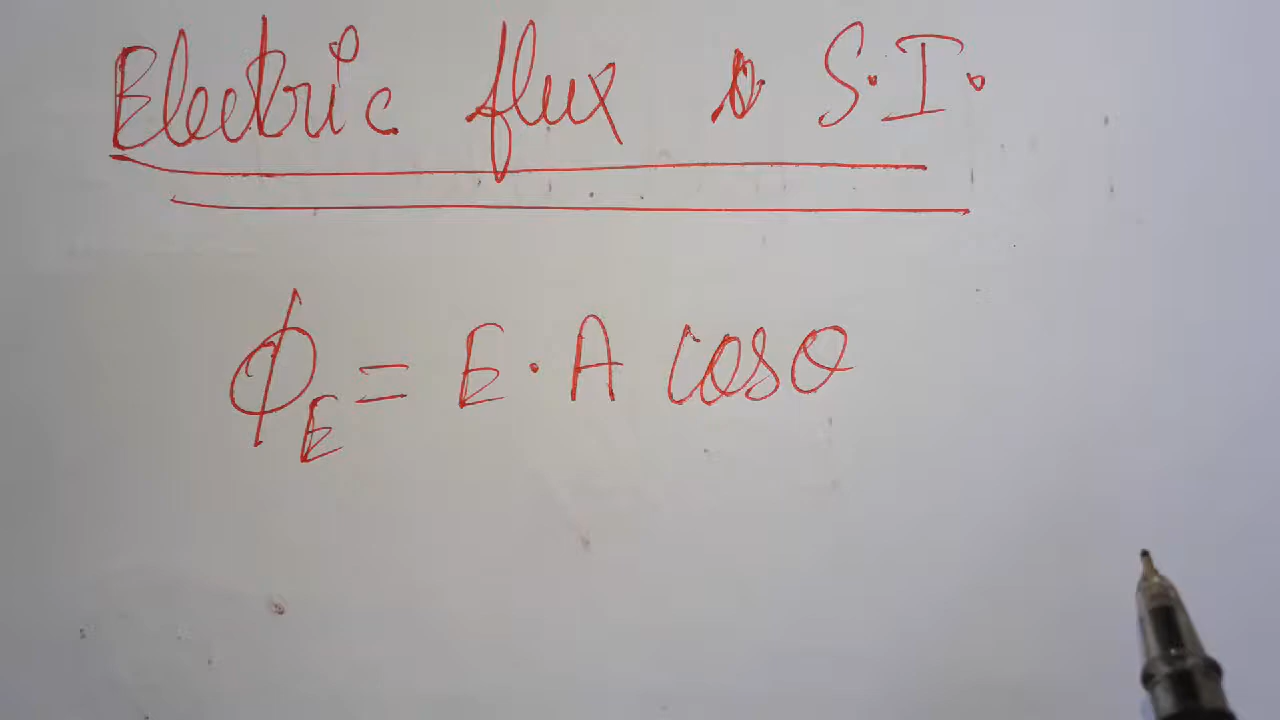 Electric flux S.I.
ϕE = E · A cosθ